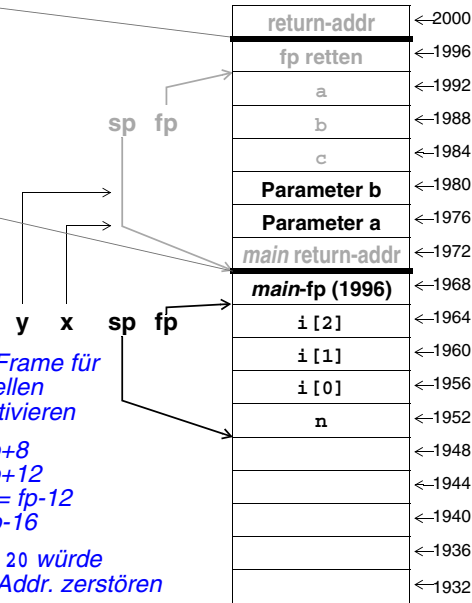 return-addr
2000
fp retten
1996
a
1992
sp fp
b
1988
c
1984
Parameter b
1980
Parameter a
1976
main return-addr
1972
main-fp (1996)
1968
y x sp fp
i[2]
1964
i[1]
1960
i[0]
1956
n
1952
1948
1944
1940
1936
1932
Frame für
ellen
tivieren
+8
+12
= fp-12
-16
20 würde
Addr. zerstören